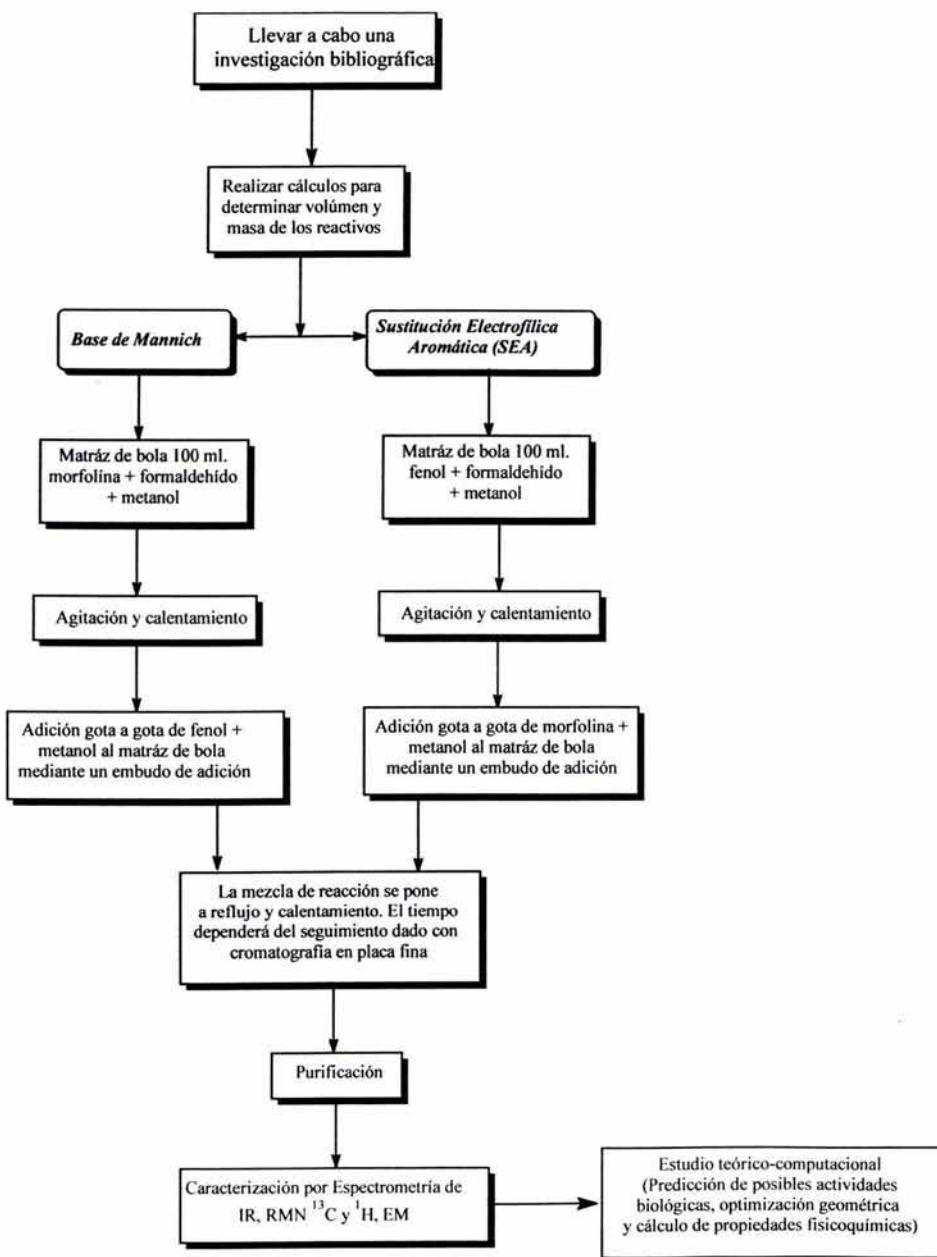 Llevar a cabo una
investigación bibliográfica
Realizar cálculos para
determinar volúmen y
masa de los reactivos
Base de Mannich
Sustitución Electrofílica
Aromática (SEA)
Matráz de bola 100 ml.
morfolína + formaldehído
+ metanol
Matráz de bola 100 ml.
fenol + formaldehído
+ metanol
Agitación y calentamiento
Agitación y calentamiento
Adición gota a gota de fenol +
metanol al matráz de bola
mediante un embudo de adición
Adición gota a gota de morfolina +
metanol al matráz de bola
mediante un embudo de adición
La mezcla de reacción se pone
a reflujo y calentamiento. El tiempo
dependerá del seguimiento dado con
cromatografía en placa fina
Purificación
Caracterización por Espectrometría de
IR, RMN ¹³C y ¹H, EM
Estudio teórico-computacional
(Predicción de posibles actividades
biológicas, optimización geométrica
y cálculo de propiedades fisicoquímicas)